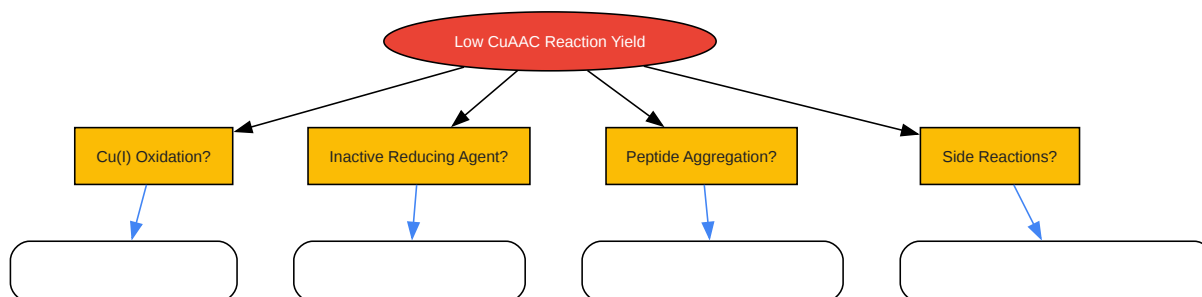 Low CuAAC Reaction Yield
Cu(I) Oxidation?
Inactive Reducing Agent?
Peptide Aggregation?
Side Reactions?